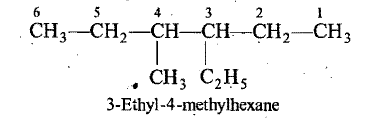 6 5 4 3 2 1
CH₃—CH₂—CH—CH—CH₂—CH₃
CH₃ C₂H₅
3-Ethyl-4-methylhexane